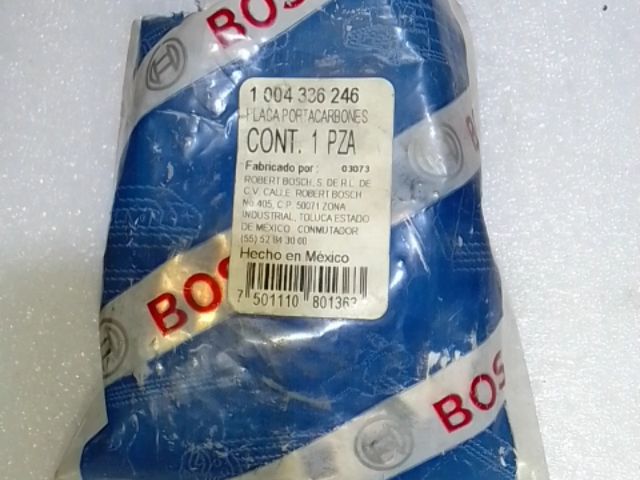 BOS
1 004 336 246
PLACA PORTACARBONES
CONT. 1 PZA
Fabricado por : 03073
ROBERT BOSCH, S. DE R.L. DE
C.V. CALLE ROBERT BOSCH
No. 405, C.P. 50071 ZONA
INDUSTRIAL, TOLUCA ESTADO
DE MEXICO CONMUTADOR
(55) 52 84 30 00
Hecho en México
7 501110 801363
BOS
BOS